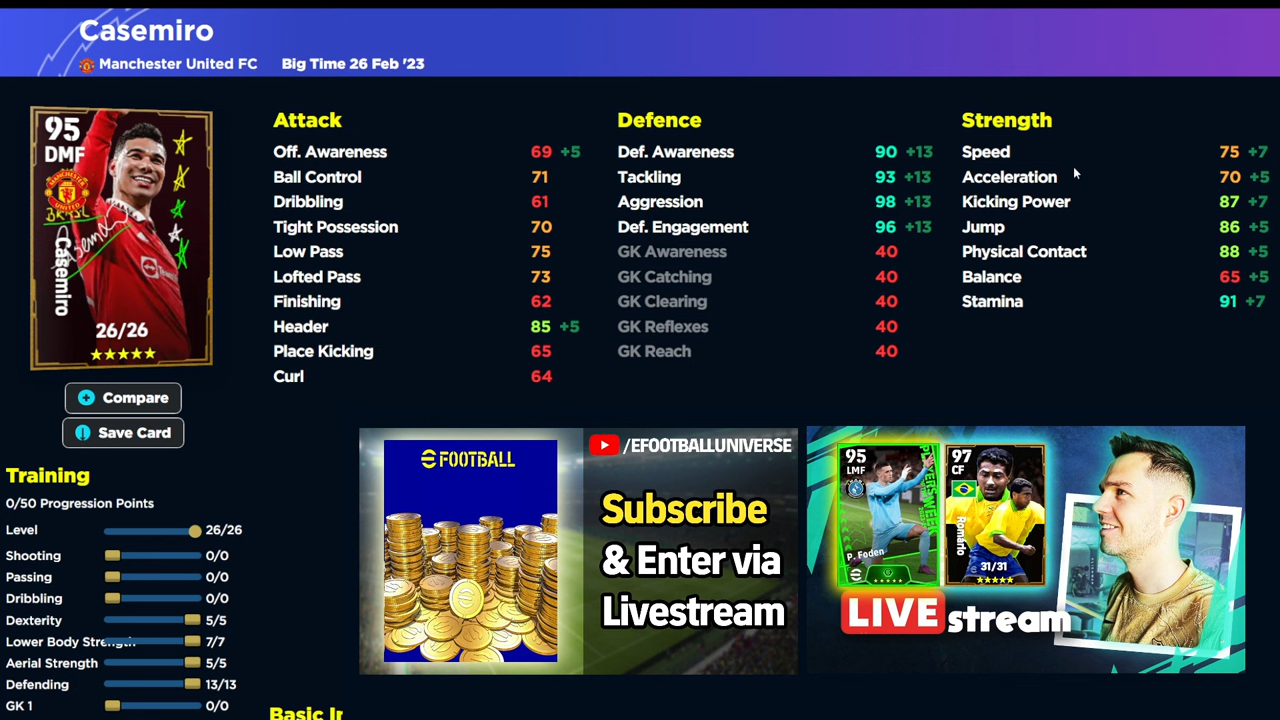 Casemiro
Manchester United FC Big Time 26 Feb '23
95
DMF
MANCHESTER
UNITED
Casemiro
26/26
Compare
Save Card
Attack
Off. Awareness 69 +5
Ball Control 71
Dribbling 61
Tight Possession 70
Low Pass 75
Lofted Pass 73
Finishing 62
Header 85 +5
Place Kicking 65
Curl 64
Defence
Def. Awareness 90 +13
Tackling 93 +13
Aggression 98 +13
Def. Engagement 96 +13
GK Awareness 40
GK Catching 40
GK Clearing 40
GK Reflexes 40
GK Reach 40
Strength
Speed 75 +7
Acceleration 70 +5
Kicking Power 87 +7
Jump 86 +5
Physical Contact 88 +5
Balance 65 +5
Stamina 91 +7
Training
0/50 Progression Points
Level 26/26
Shooting 0/0
Passing 0/0
Dribbling 0/0
Dexterity 5/5
Lower Body Strength 7/7
Aerial Strength 5/5
Defending 13/13
GK 1 0/0
EFOOTBALL
/EFOOTBALLUNIVERSE
Subscribe
& Enter via
Livestream
95
LMF
P. Foden
97
CF
Romário
31/31
LIVE stream
Basic